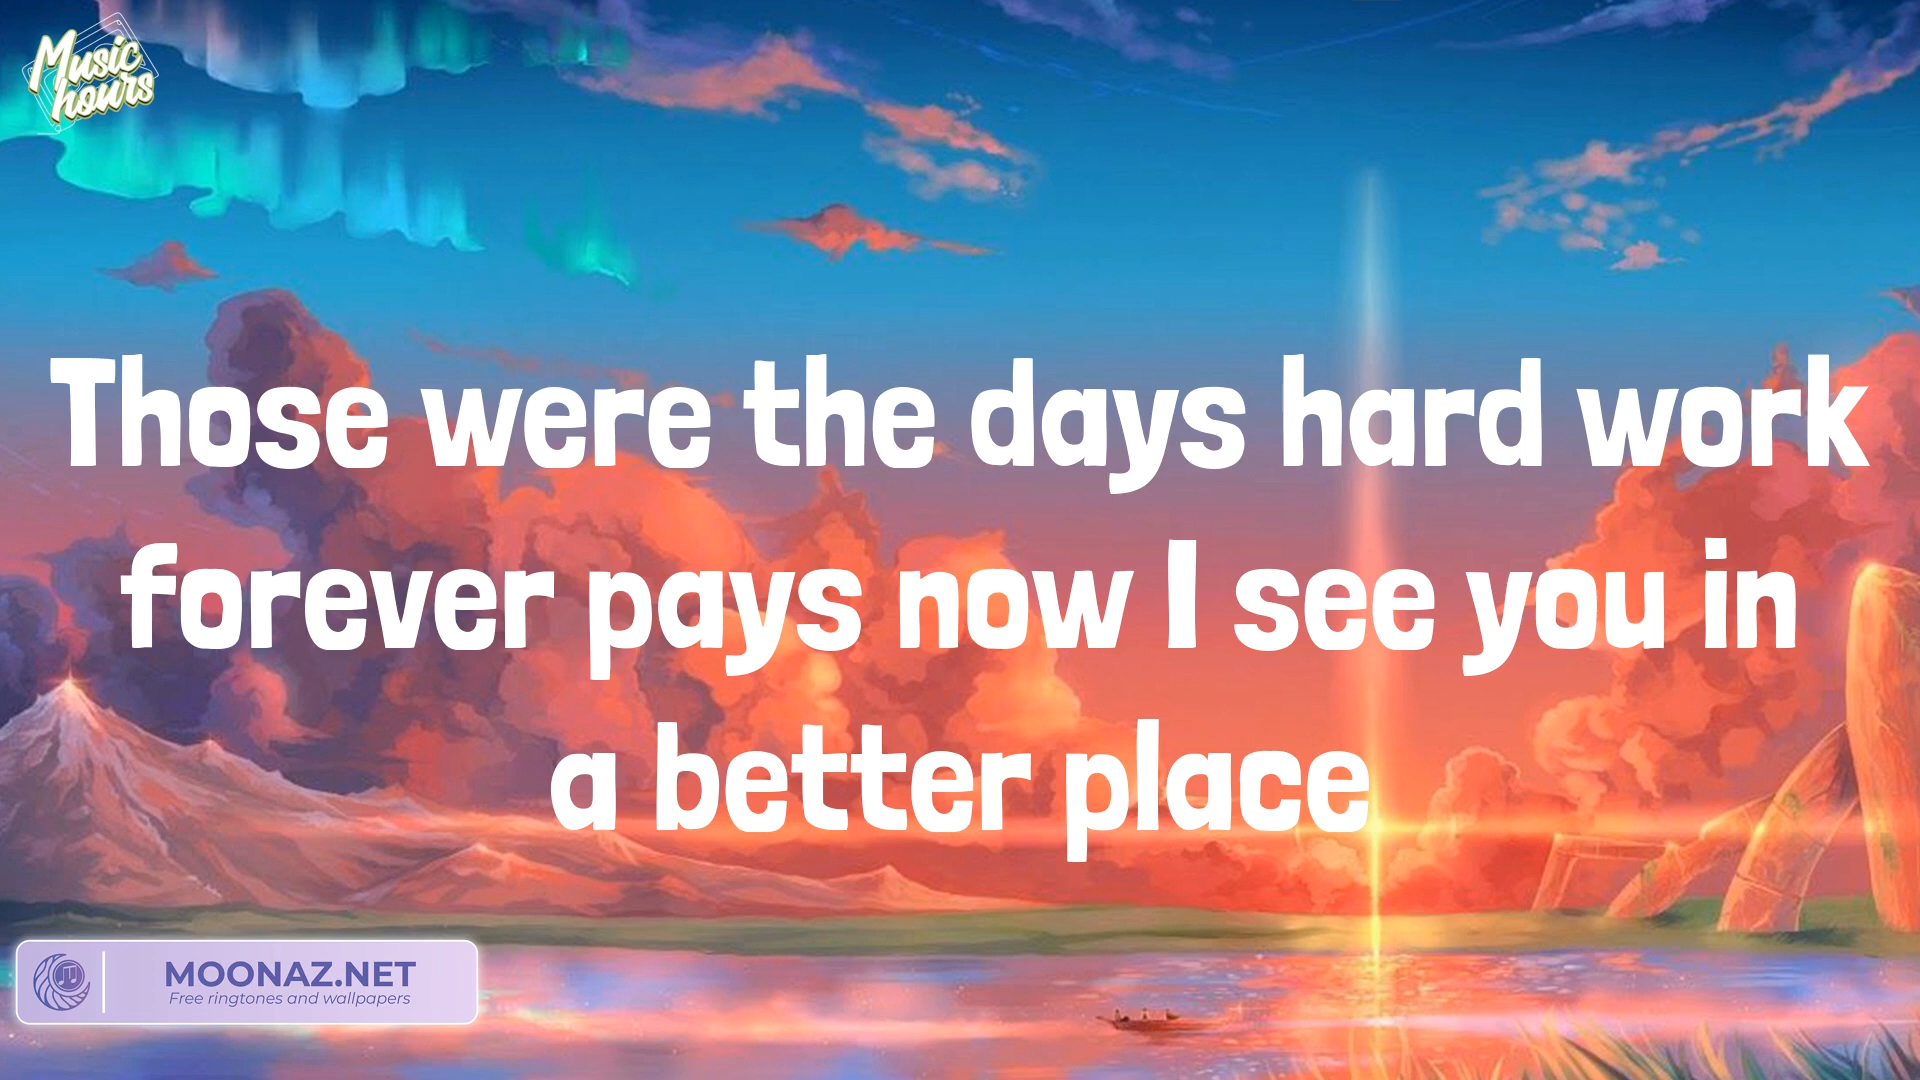 Music
hours
Those were the days hard work
forever pays now I see you in
a better place
MOONAZ.NET
Free ringtones and wallpapers